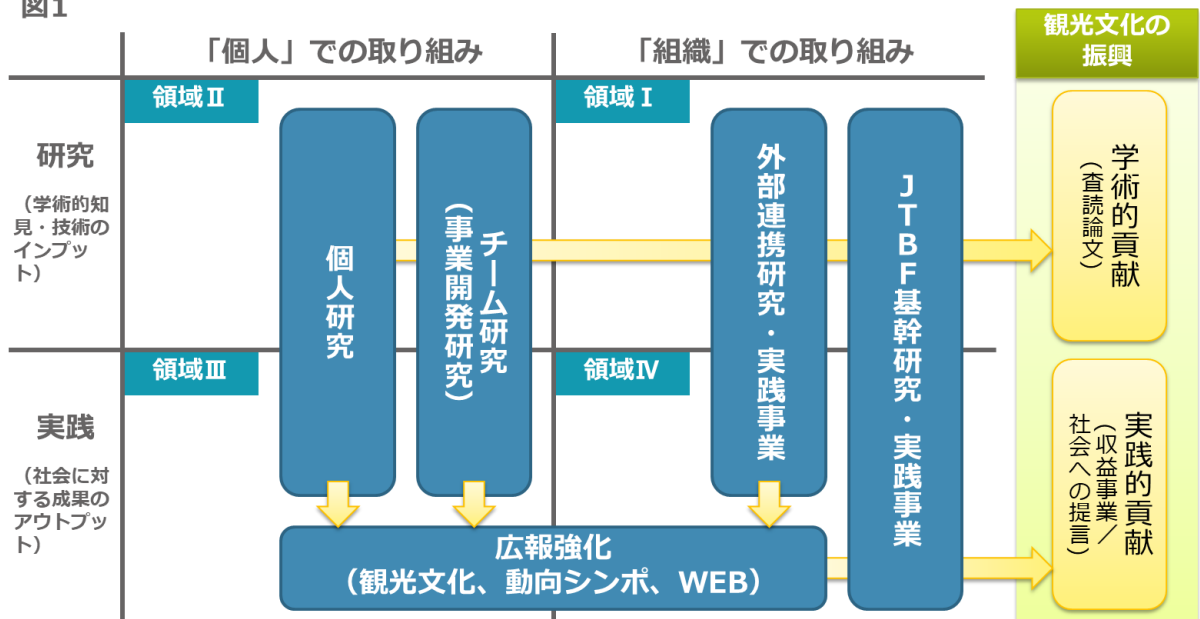 図1
「個人」での取り組み
「組織」での取り組み
観光文化の
振興
領域Ⅱ
領域Ⅰ
研究
（学術的知
見・技術の
インプッ
ト）
個人研究
チーム研究
（事業開発研究）
外部連携研究・実践事業
JTBF基幹研究・実践事業
学術的貢献
（査読論文）
領域Ⅲ
領域Ⅳ
実践
（社会に対
する成果の
アウトプッ
ト）
広報強化
（観光文化、動向シンポ、WEB）
実践的貢献
（収益事業／
社会への提言）